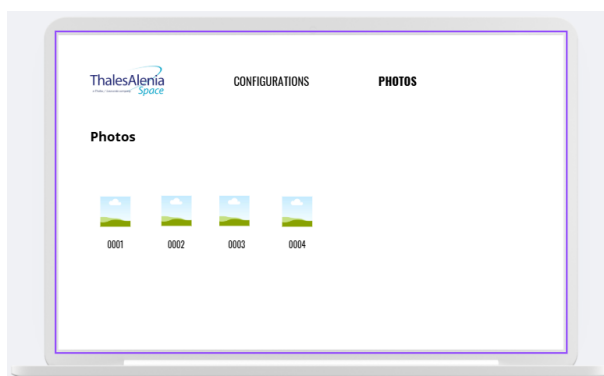 ThalesAlenia
Space
CONFIGURATIONS
PHOTOS
Photos
0001
0002
0003
0004